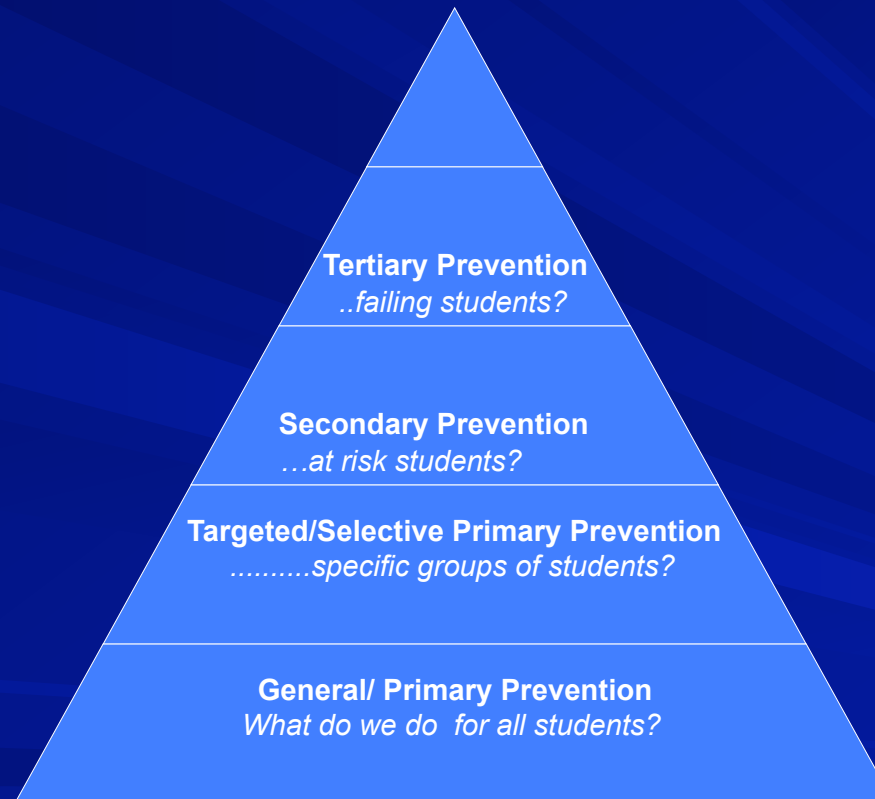 Tertiary Prevention
..failing students?
Secondary Prevention
…at risk students?
Targeted/Selective Primary Prevention
..........specific groups of students?
General/ Primary Prevention
What do we do  for all students?